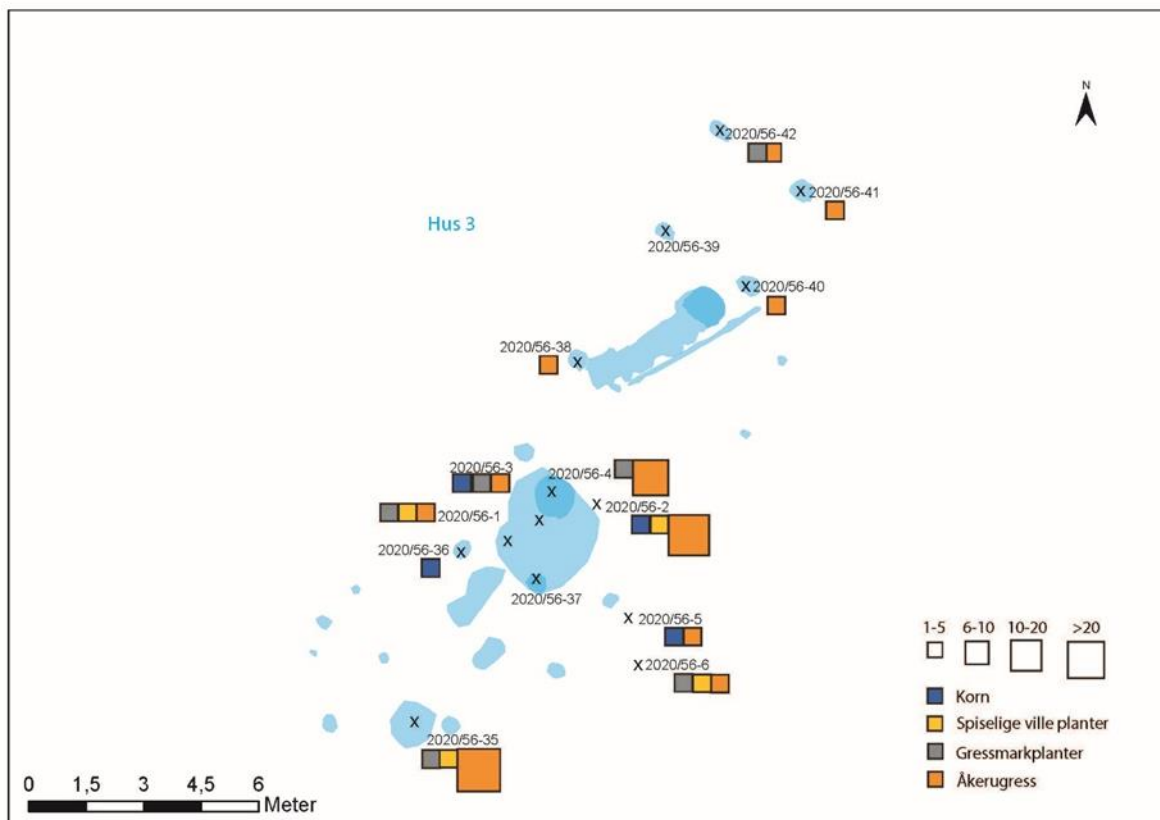 N
2020/56-42
2020/56-41
Hus 3
2020/56-39
2020/56-40
2020/56-38
2020/56-3
2020/56-4
2020/56-1
2020/56-2
2020/56-36
2020/56-37
2020/56-5
2020/56-6
2020/56-35
1-5 6-10 10-20 >20
Korn
Spiselige ville planter
Gressmarkplanter
Åkerugress
0 1,5 3 4,5 6
Meter